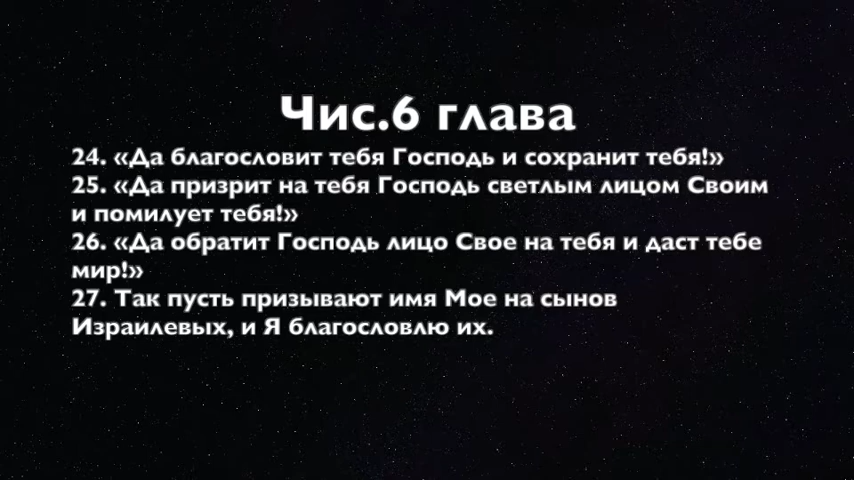 Чис.6 глава
24. «Да благословит тебя Господь и сохранит тебя!»
25. «Да призрит на тебя Господь светлым лицом Своим
и помилует тебя!»
26. «Да обратит Господь лицо Свое на тебя и даст тебе
мир!»
27. Так пусть призывают имя Мое на сынов
Израилевых, и Я благословлю их.